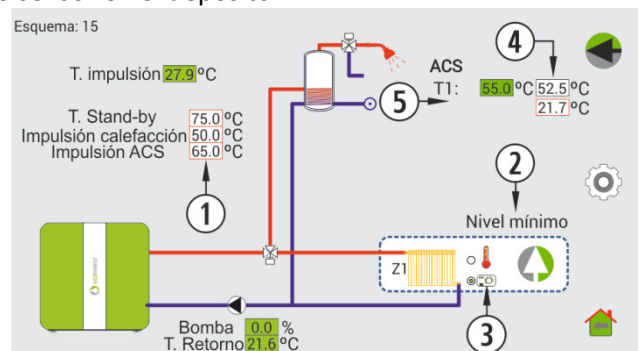 Esquema: 15
T. impulsión 27.9 ºC
T. Stand-by 75.0 ºC
Impulsión calefacción 50.0 ºC
Impulsión ACS 65.0 ºC
1
ACS
T1: 55.0 ºC 52.5 ºC
21.7 ºC
4
5
2
Nivel mínimo
Z1
3
ECOFOREST
Bomba 0.0 %
T. Retorno 21.6 ºC